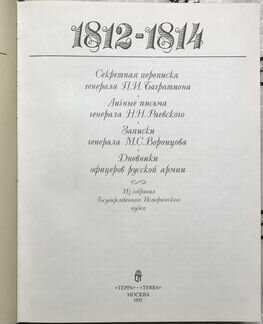 1812-1814
Секретная переписка
генерала П.И. Багратиона
Личные письма
генерала Н.Н. Раевского
Записки
генерала М.С. Воронцова
Дневники
офицеров русской армии
Из собрания
Государственного Исторического
музея
«ТЕРРА»-«TERRA»
МОСКВА
1992